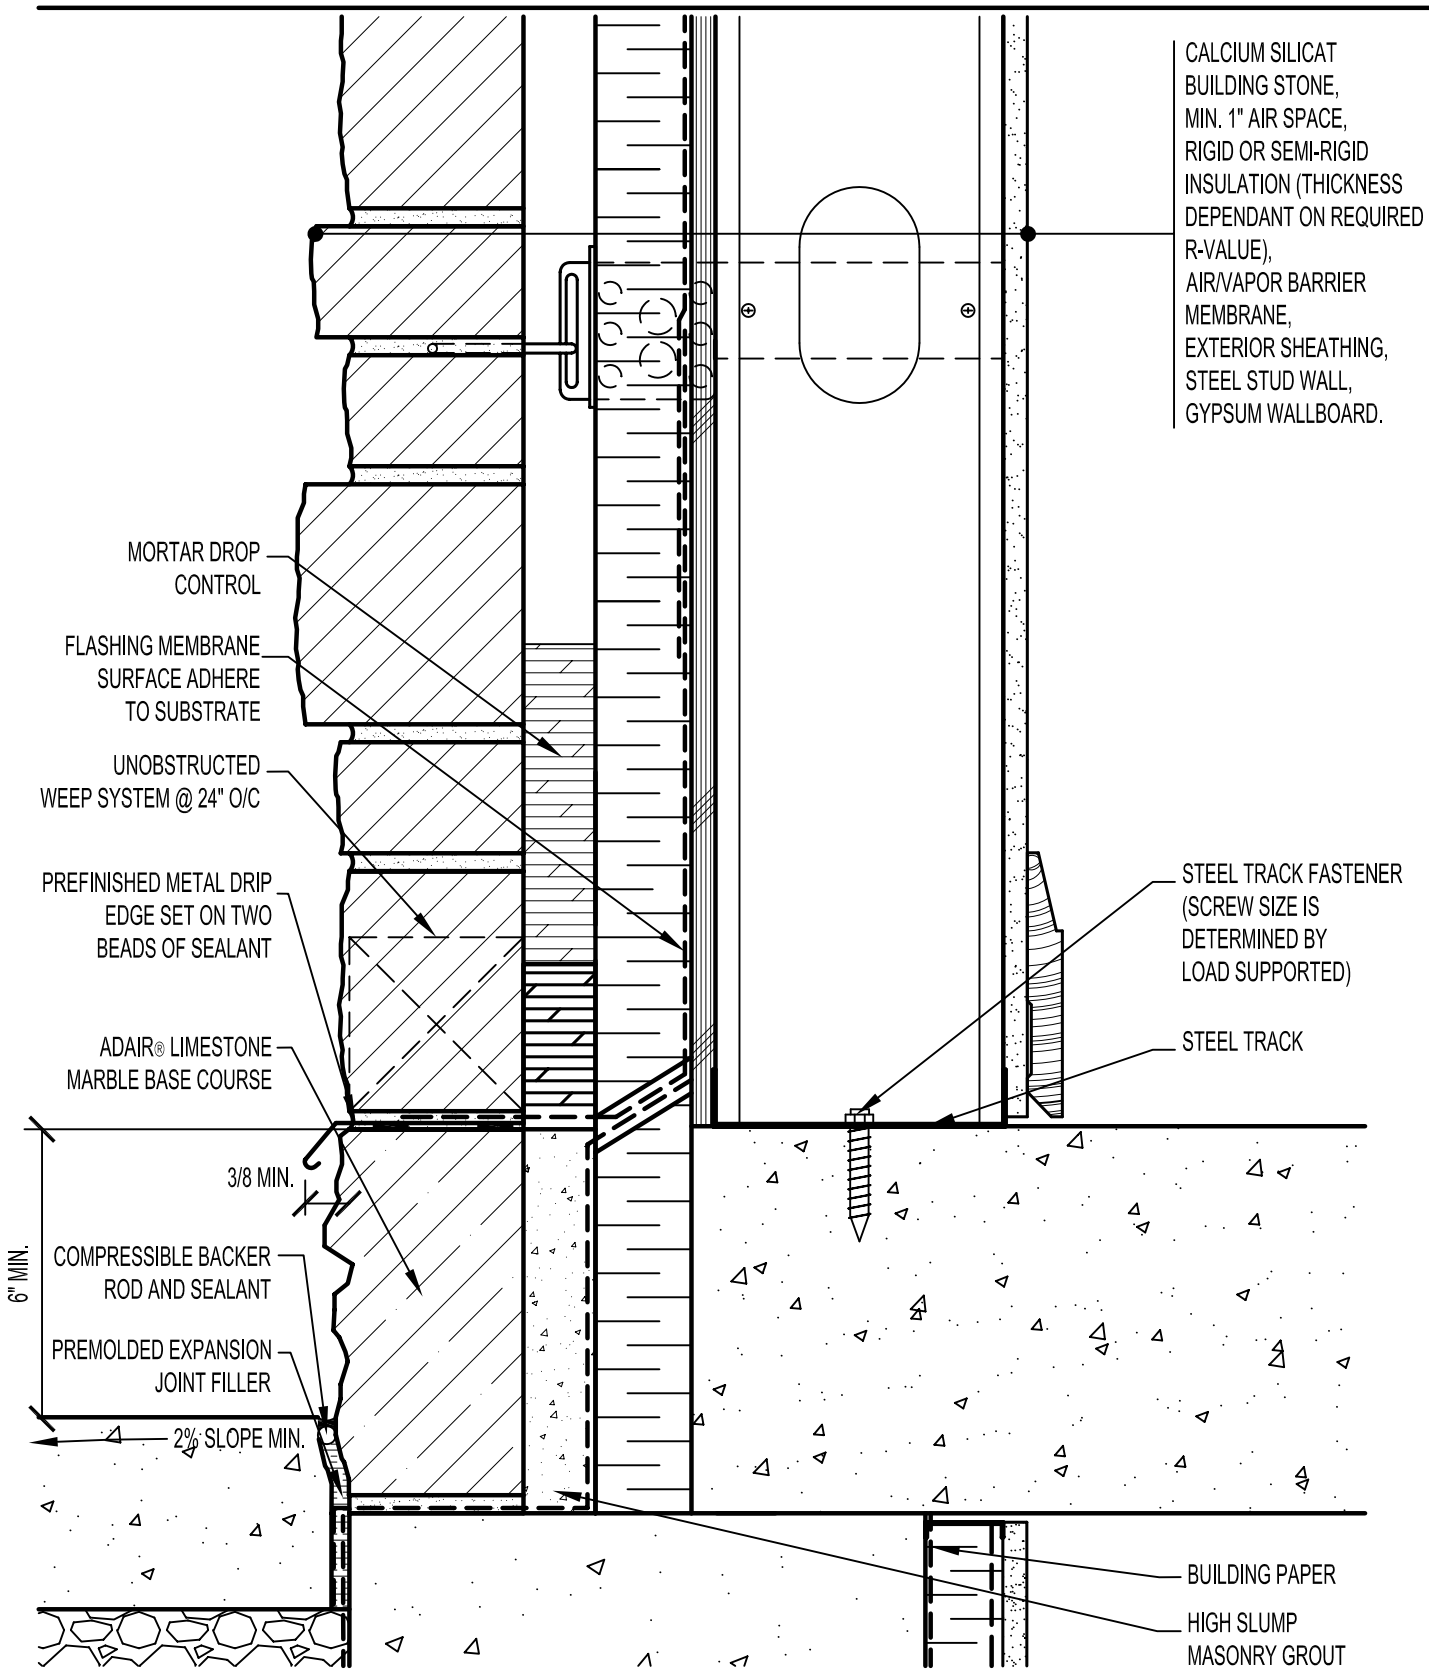 CALCIUM SILICAT
BUILDING STONE,
MIN. 1" AIR SPACE,
RIGID OR SEMI-RIGID
INSULATION (THICKNESS
DEPENDANT ON REQUIRED
R-VALUE),
AIR/VAPOR BARRIER
MEMBRANE,
EXTERIOR SHEATHING,
STEEL STUD WALL,
GYPSUM WALLBOARD.
MORTAR DROP
CONTROL
FLASHING MEMBRANE
SURFACE ADHERE
TO SUBSTRATE
UNOBSTRUCTED
WEEP SYSTEM @ 24" O/C
PREFINISHED METAL DRIP
EDGE SET ON TWO
BEADS OF SEALANT
ADAIR® LIMESTONE
MARBLE BASE COURSE
3/8 MIN.
6" MIN.
COMPRESSIBLE BACKER
ROD AND SEALANT
PREMOLDED EXPANSION
JOINT FILLER
2% SLOPE MIN.
STEEL TRACK FASTENER
(SCREW SIZE IS
DETERMINED BY
LOAD SUPPORTED)
STEEL TRACK
BUILDING PAPER
HIGH SLUMP
MASONRY GROUT